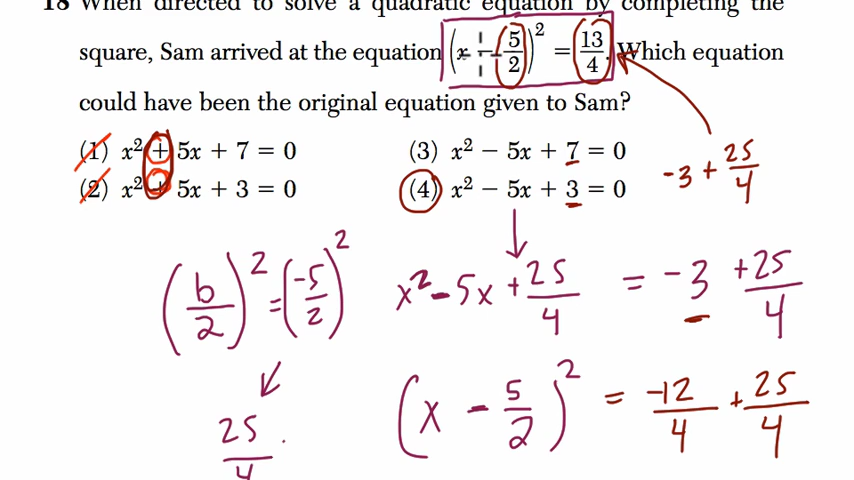 18 When directed to solve a quadratic equation by completing the
square, Sam arrived at the equation (x − 5/2)² = 13/4. Which equation
could have been the original equation given to Sam?
(1) x² + 5x + 7 = 0 (3) x² − 5x + 7 = 0
(2) x² + 5x + 3 = 0 (4) x² − 5x + 3 = 0
-3 + 25/4
(b/2)² = (-5/2)² x² - 5x + 25/4 = -3 + 25/4
25/4 (x - 5/2)² = -12/4 + 25/4